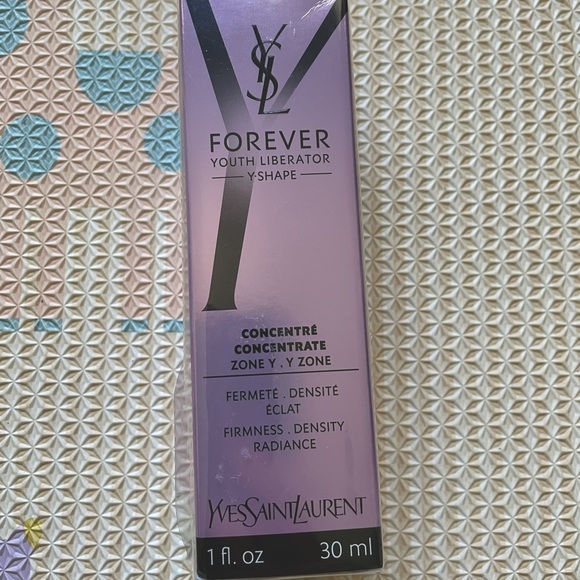 YSL
FOREVER
YOUTH LIBERATOR
Y-SHAPE
CONCENTRÉ
CONCENTRATE
ZONE Y . Y ZONE
FERMETÉ . DENSITÉ
ÉCLAT
FIRMNESS . DENSITY
RADIANCE
YVESSAINTLAURENT
1 fl. oz 30 ml